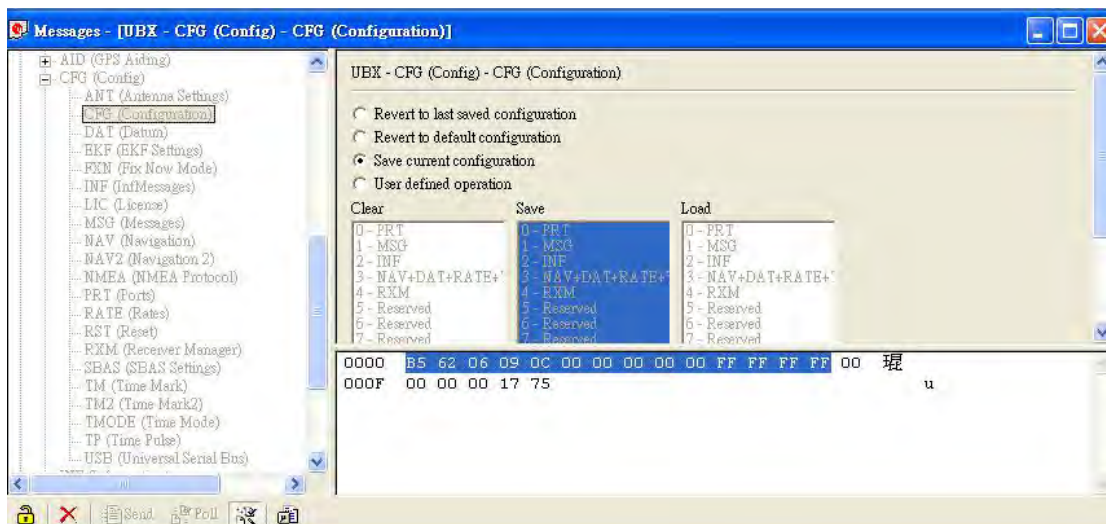 Messages - [UBX - CFG (Config) - CFG (Configuration)]
AID (GPS Aiding)
CFG (Config)
ANT (Antenna Settings)
CFG (Configuration)
DAT (Datum)
EKF (EKF Settings)
FXN (Fix Now Mode)
INF (InfMessages)
LIC (License)
MSG (Messages)
NAV (Navigation)
NAV2 (Navigation 2)
NMEA (NMEA Protocol)
PRT (Ports)
RATE (Rates)
RST (Reset)
RXM (Receiver Manager)
SBAS (SBAS Settings)
TM (Time Mark)
TM2 (Time Mark2)
TMODE (Time Mode)
TP (Time Pulse)
USB (Universal Serial Bus)
UBX - CFG (Config) - CFG (Configuration)
Revert to last saved configuration
Revert to default configuration
Save current configuration
User defined operation
Clear
0 - PRT
1 - MSG
2 - INF
3 - NAV+DAT+RATE+
4 - RXM
5 - Reserved
6 - Reserved
7 - Reserved
Save
0 - PRT
1 - MSG
2 - INF
3 - NAV+DAT+RATE+
4 - RXM
5 - Reserved
6 - Reserved
7 - Reserved
Load
0 - PRT
1 - MSG
2 - INF
3 - NAV+DAT+RATE+
4 - RXM
5 - Reserved
6 - Reserved
7 - Reserved
0000 B5 62 06 09 0C 00 00 00 00 00 FF FF FF FF 00 琨
000F 00 00 00 17 75 u
Send Poll